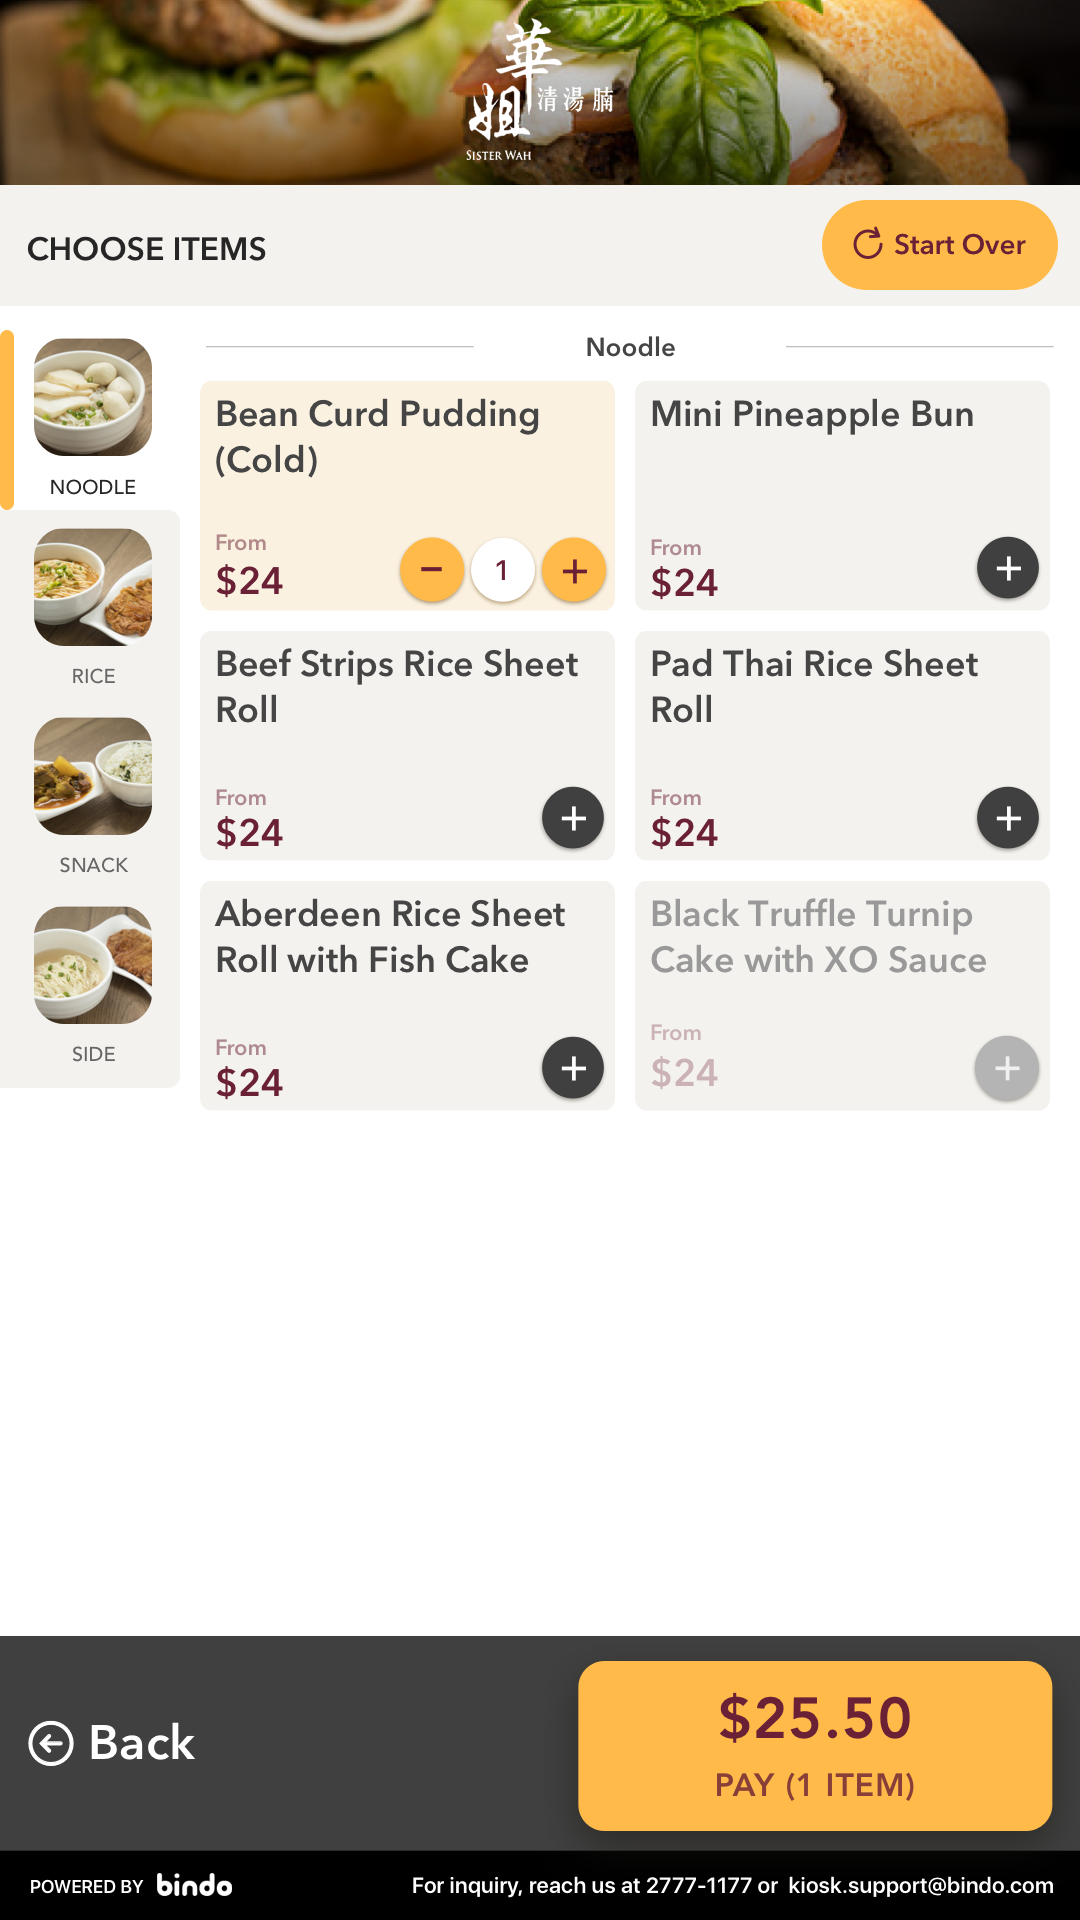 華
姐
清湯腩
SISTER WAH
CHOOSE ITEMS
Start Over
NOODLE
RICE
SNACK
SIDE
Noodle
Bean Curd Pudding
(Cold)
From
$24
1
Mini Pineapple Bun
From
$24
Beef Strips Rice Sheet
Roll
From
$24
Pad Thai Rice Sheet
Roll
From
$24
Aberdeen Rice Sheet
Roll with Fish Cake
From
$24
Black Truffle Turnip
Cake with XO Sauce
From
$24
Back
$25.50
PAY (1 ITEM)
POWERED BY bindo
For inquiry, reach us at 2777-1177 or kiosk.support@bindo.com